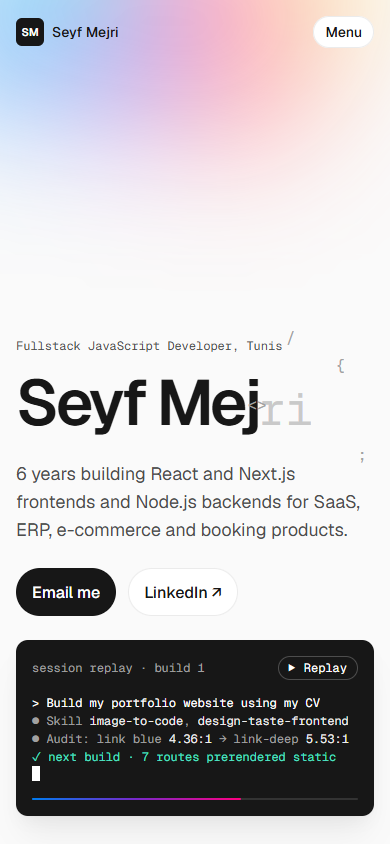 SM Seyf Mejri Menu
Fullstack JavaScript Developer, Tunis /
{
Seyf Mej<>ri
;
6 years building React and Next.js
frontends and Node.js backends for SaaS,
ERP, e-commerce and booking products.
Email me LinkedIn ↗
session replay · build 1 ▶ Replay
> Build my portfolio website using my CV
● Skill image-to-code, design-taste-frontend
● Audit: link blue 4.36:1 → link-deep 5.53:1
✓ next build · 7 routes prerendered static